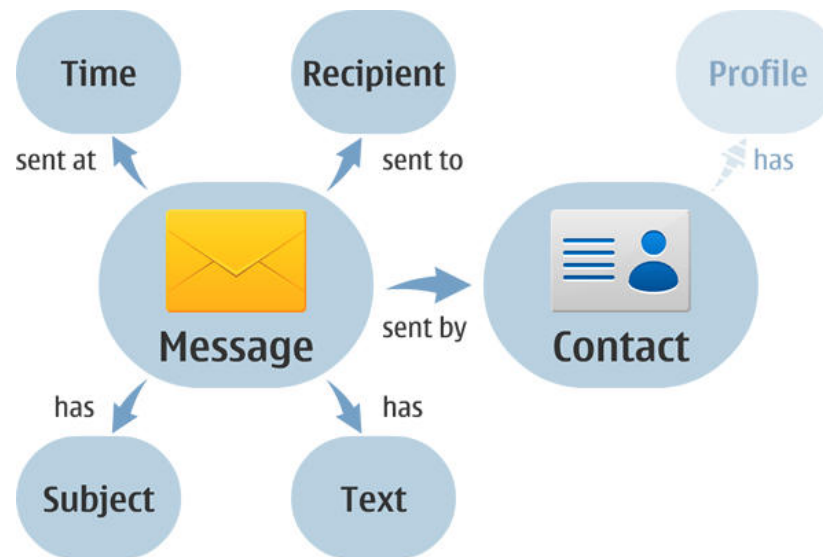 Time
Recipient
Profile
sent at
sent to
has
Message
sent by
Contact
has
has
Subject
Text